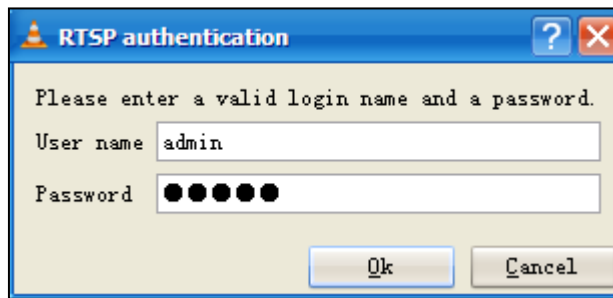 RTSP authentication
Please enter a valid login name and a password.
User name admin
Password ●●●●●
Ok Cancel